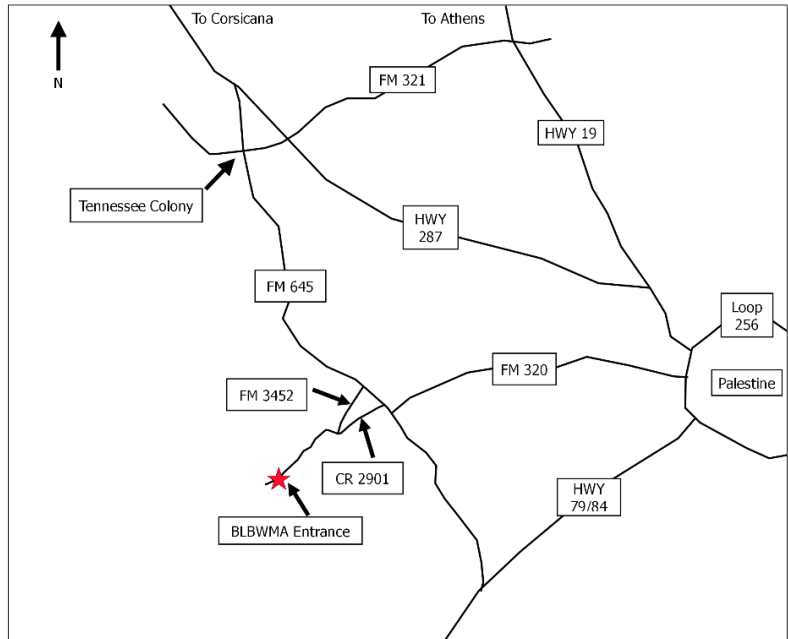 To Corsicana
To Athens
N
FM 321
HWY 19
Tennessee Colony
HWY
287
FM 645
Loop
256
FM 320
Palestine
FM 3452
CR 2901
HWY
79/84
BLBWMA Entrance